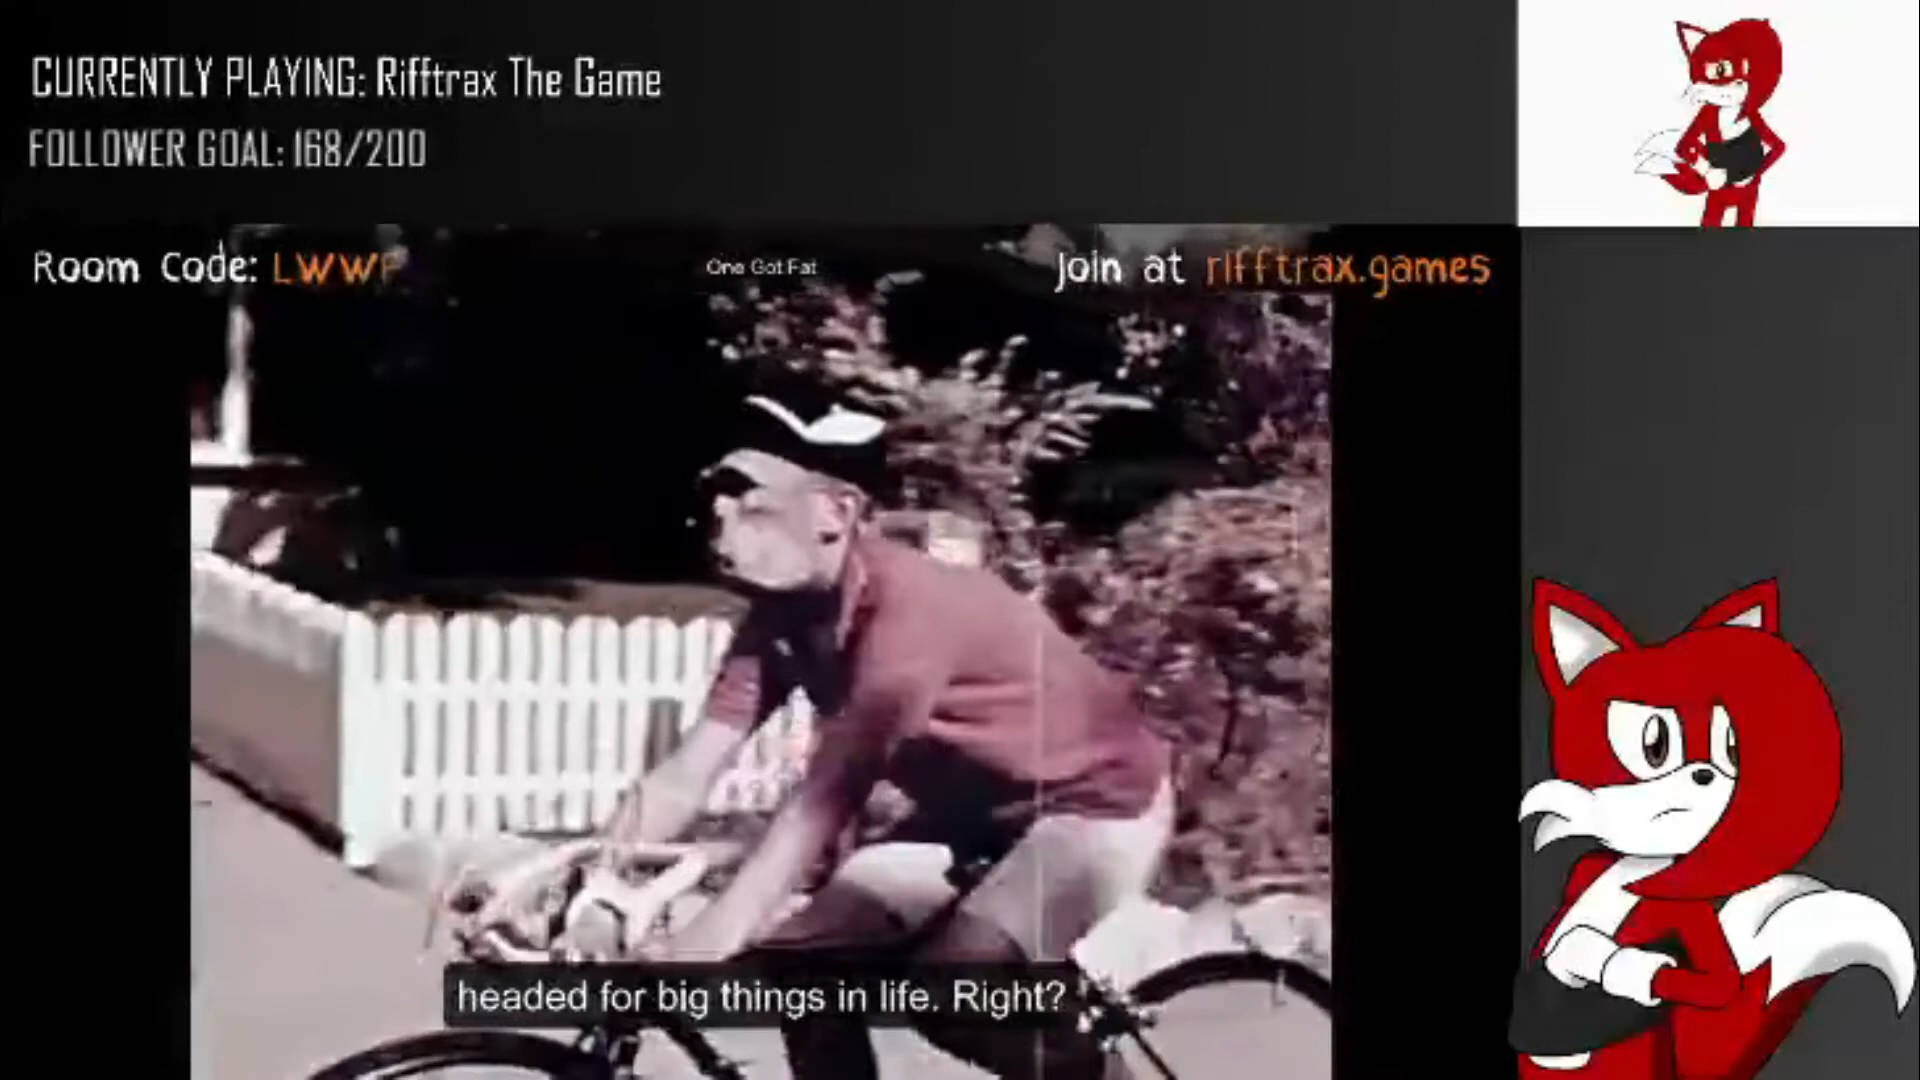 CURRENTLY PLAYING: Rifftrax The Game
FOLLOWER GOAL: 168/200
Room Code: LWWF
One Got Fat
Join at rifftrax.games
headed for big things in life. Right?